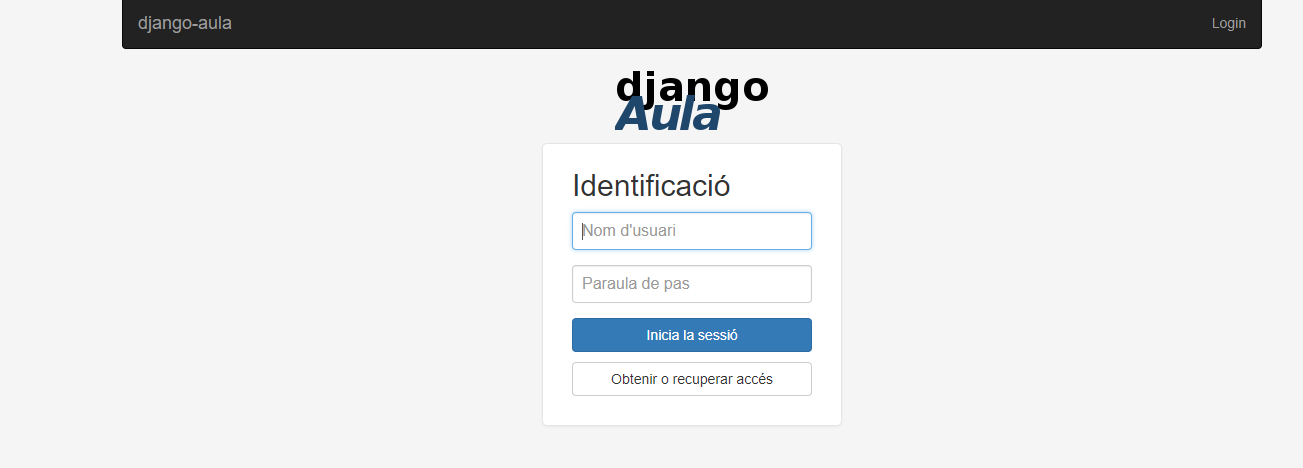 django-aula
Login
django
Aula
Identificació
Nom d'usuari
Paraula de pas
Inicia la sessió
Obtenir o recuperar accés